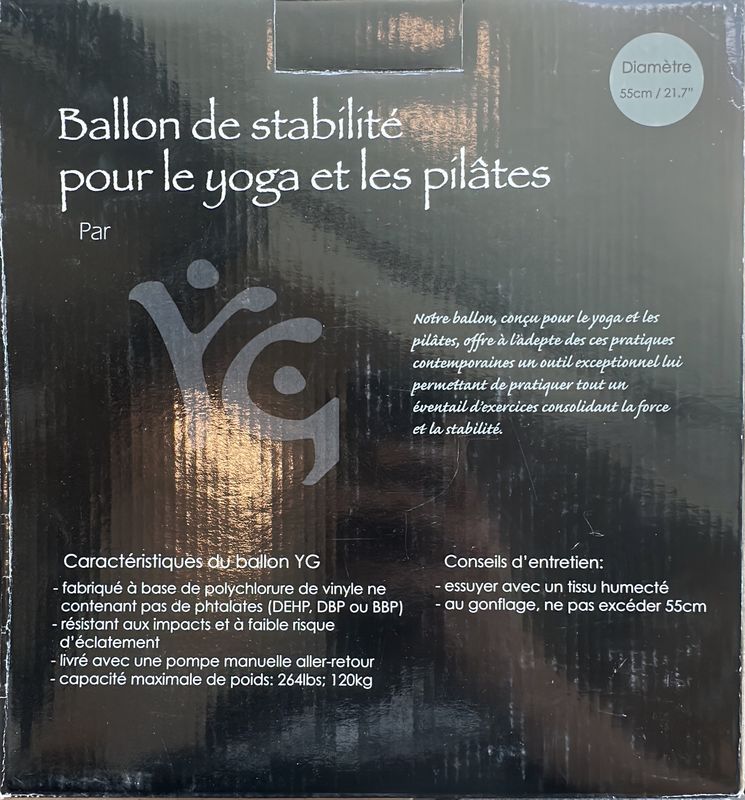 Diamètre
55cm / 21.7"
Ballon de stabilité
pour le yoga et les pilâtes
Par
YG
Notre ballon, conçu pour le yoga et les
pilâtes, offre à l'adepte des ces pratiques
contemporaines un outil exceptionnel lui
permettant de pratiquer tout un
éventail d'exercices consolidant la force
et la stabilité.
Caractéristiques du ballon YG
- fabriqué à base de polychlorure de vinyle ne
contenant pas de phtalates (DEHP, DBP ou BBP)
- résistant aux impacts et à faible risque
d'éclatement
- livré avec une pompe manuelle aller-retour
- capacité maximale de poids: 264lbs; 120kg
Conseils d'entretien:
- essuyer avec un tissu humecté
- au gonflage, ne pas excéder 55cm